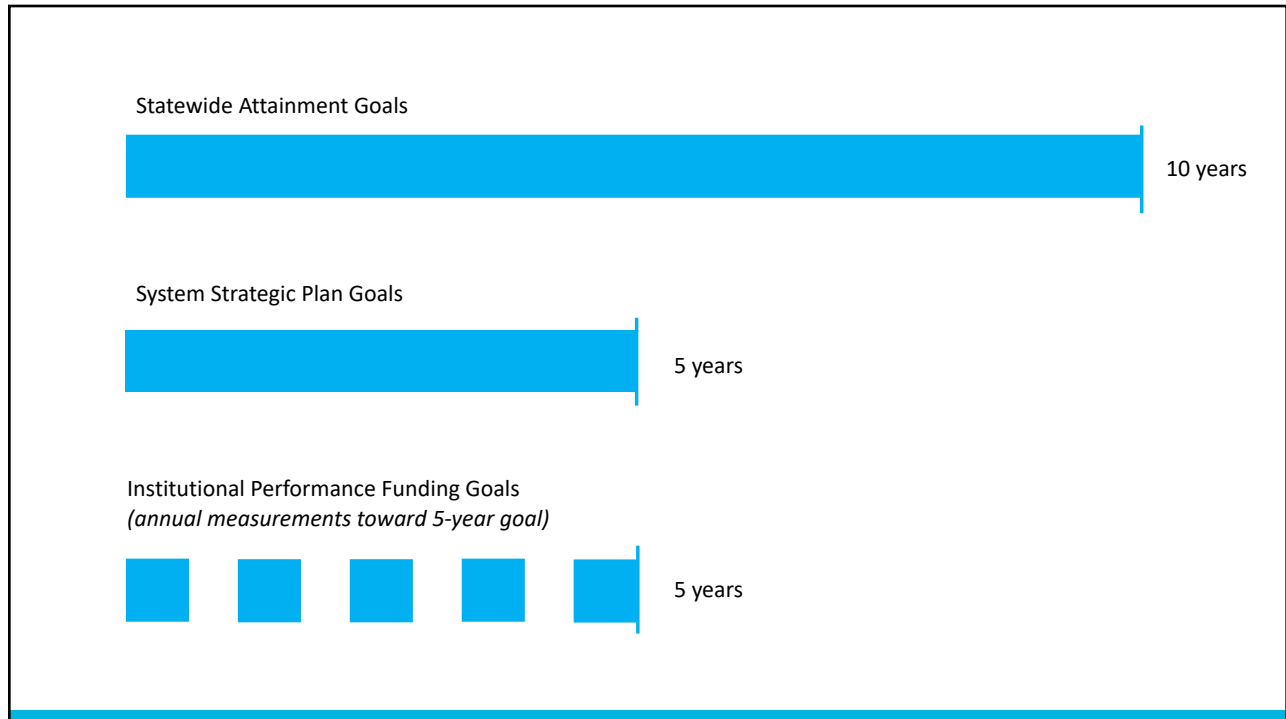 Statewide Attainment Goals
10 years
System Strategic Plan Goals
5 years
Institutional Performance Funding Goals
(annual measurements toward 5-year goal)
5 years